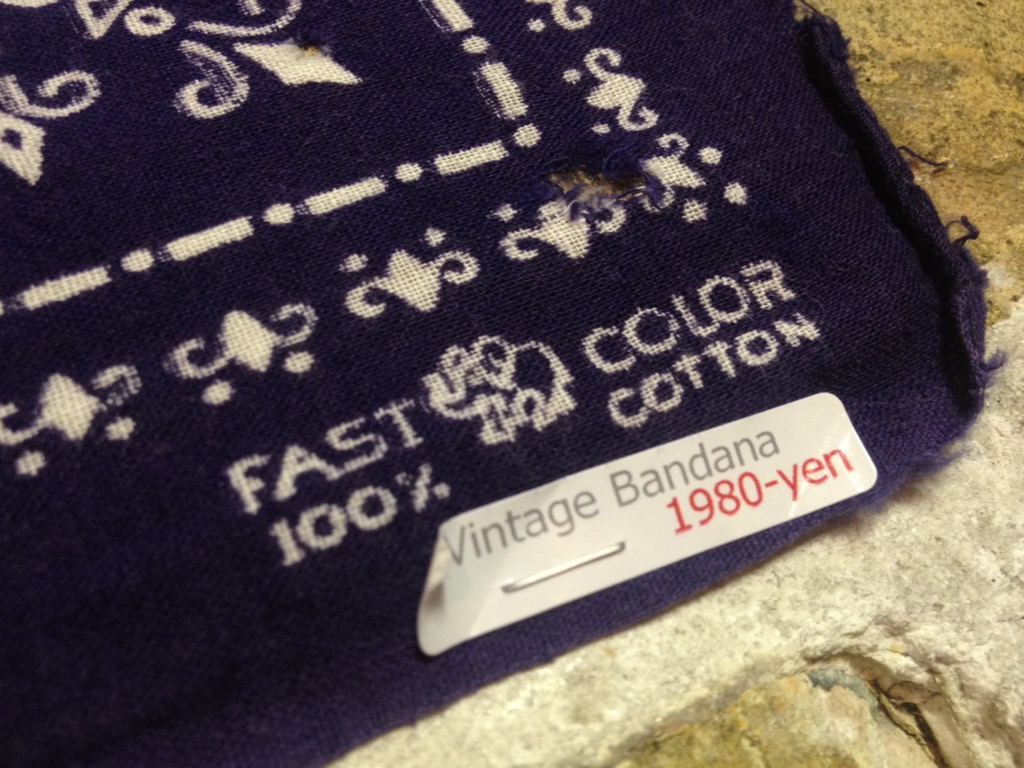 FAST COLOR
100% COTTON
Vintage Bandana
1980-yen